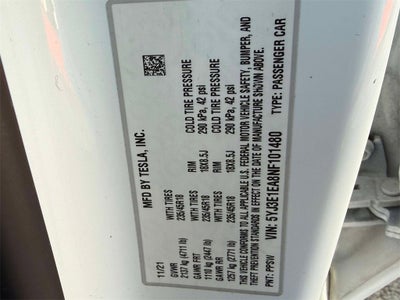 MFD BY TESLA, INC.
11/21
GVWR
2137 kg (4711 lb)
GAWR FRT
1110 kg (2447 lb)
WITH TIRES
235/45R18
RIM
18X8.5J
COLD TIRE PRESSURE
290 kPa, 42 psi
GAWR RR
1257 kg (2771 lb)
WITH TIRES
235/45R18
RIM
18X8.5J
COLD TIRE PRESSURE
290 kPa, 42 psi
THIS VEHICLE CONFORMS TO ALL APPLICABLE U.S. FEDERAL MOTOR VEHICLE SAFETY, BUMPER, AND
THEFT PREVENTION STANDARDS IN EFFECT ON THE DATE OF MANUFACTURE SHOWN ABOVE.
VIN: 5YJ3E1EA8NF101480
TYPE: PASSENGER CAR
PNT: PPSW